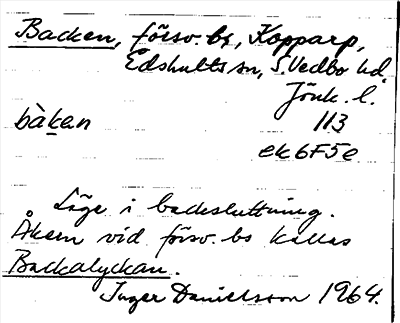 Backen, försv. bs, Kopparp,
Edshults sn, S. Vedbo hd,
Jönk. l.
bàken 113
ek6F5e
Läge i backsluttning.
Åkern vid försv. bs kallas
Backalyckan.
Inger Danielsson 1964.